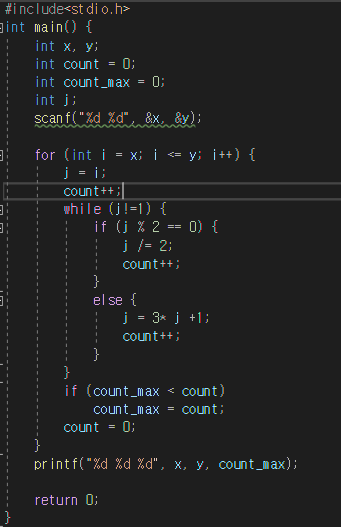 #include<stdio.h>
int main() {
int x, y;
int count = 0;
int count_max = 0;
int j;
scanf("%d %d", &x, &y);
for (int i = x; i <= y; i++) {
j = i;
count++;
while (j!=1) {
if (j % 2 == 0) {
j /= 2;
count++;
}
else {
j = 3* j +1;
count++;
}
}
if (count_max < count)
count_max = count;
count = 0;
}
printf("%d %d %d", x, y, count_max);
return 0;
}